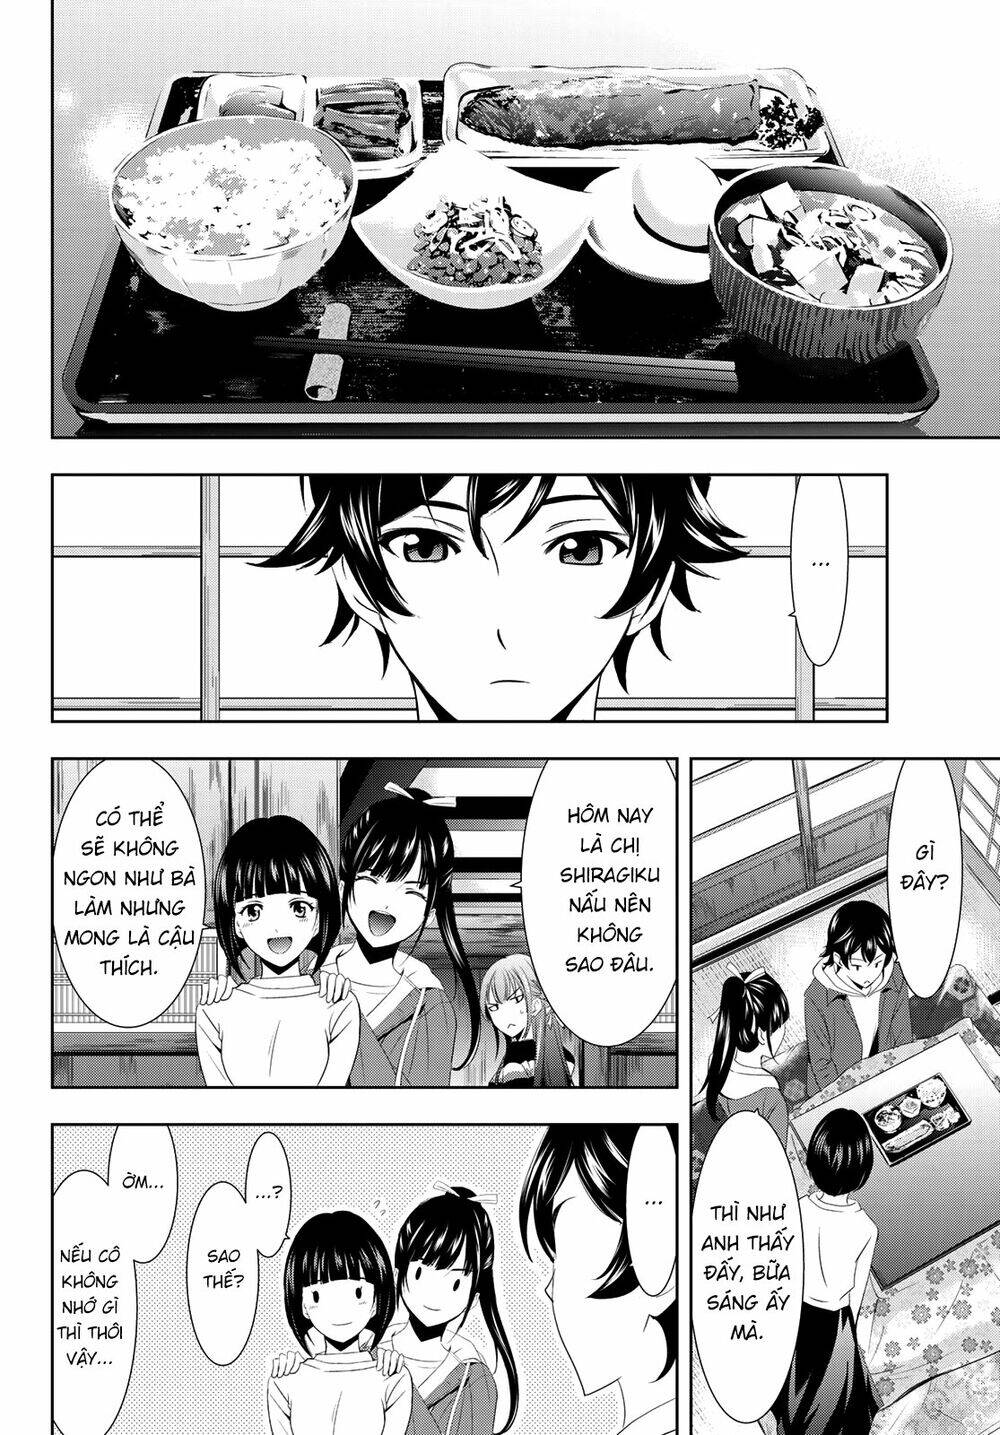 ...
GÌ
ĐÂY?
THÌ NHƯ
ANH THẤY
ĐẤY, BỮA
SÁNG ẤY
MÀ.
HÔM NAY
LÀ CHỊ
SHIRAGIKU
NẤU NÊN
KHÔNG
SAO ĐÂU.
CÓ THỂ
SẼ KHÔNG
NGON NHƯ BÀ
LÀM NHƯNG
MONG LÀ CẬU
THÍCH.
...
...?
SAO
THẾ?
ỜM...
NẾU CÔ
KHÔNG
NHỚ GÌ
THÌ THÔI
VẬY...